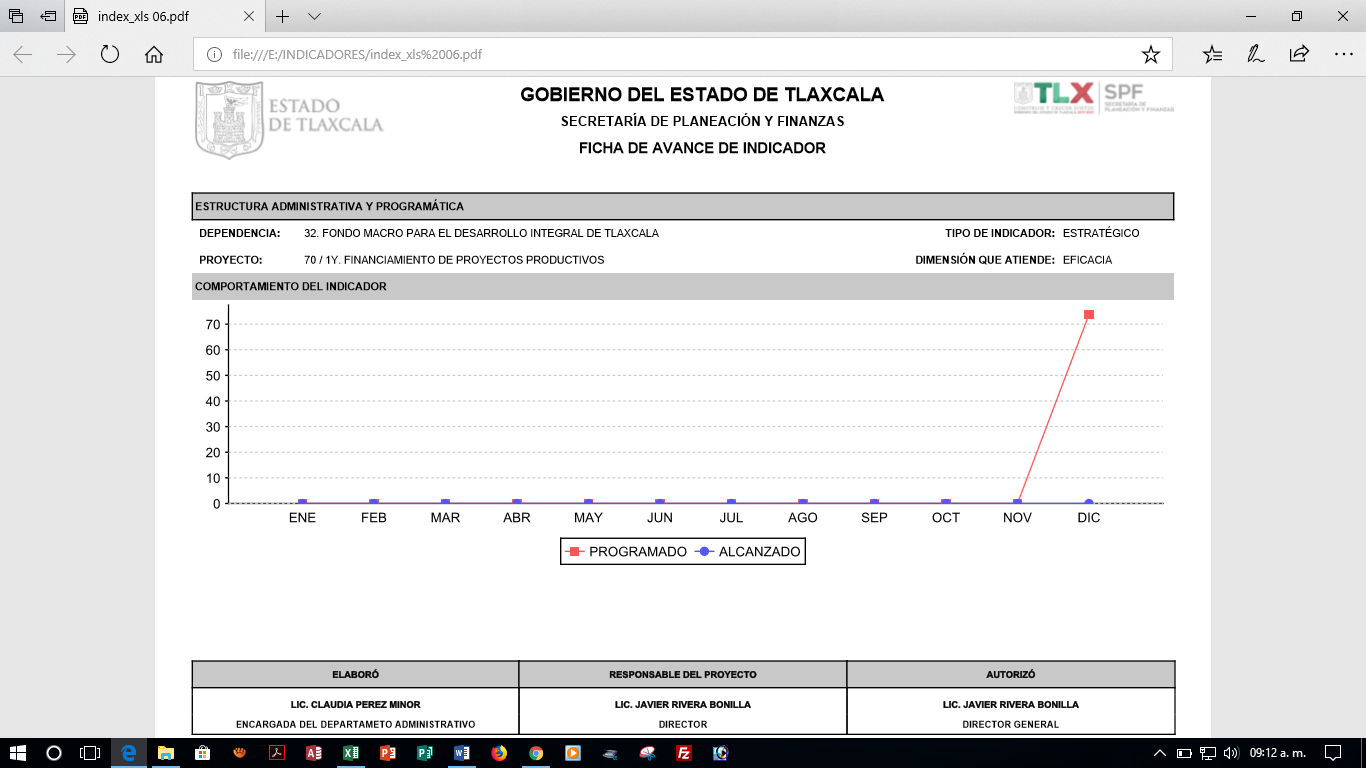 index_xls 06.pdf
file:///E:/INDICADORES/index_xls%2006.pdf
ESTADO
DE TLAXCALA
GOBIERNO DEL ESTADO DE TLAXCALA
SECRETARÍA DE PLANEACIÓN Y FINANZAS
FICHA DE AVANCE DE INDICADOR
TLX
SPF
SECRETARÍA DE
PLANEACIÓN Y FINANZAS
ESTRUCTURA ADMINISTRATIVA Y PROGRAMÁTICA
DEPENDENCIA: 32. FONDO MACRO PARA EL DESARROLLO INTEGRAL DE TLAXCALA TIPO DE INDICADOR: ESTRATÉGICO
PROYECTO: 70 / 1Y. FINANCIAMIENTO DE PROYECTOS PRODUCTIVOS DIMENSIÓN QUE ATIENDE: EFICACIA
COMPORTAMIENTO DEL INDICADOR
70
60
50
40
30
20
10
0
ENE FEB MAR ABR MAY JUN JUL AGO SEP OCT NOV DIC
PROGRAMADO ALCANZADO
ELABORÓ RESPONSABLE DEL PROYECTO AUTORIZÓ
LIC. CLAUDIA PEREZ MINOR LIC. JAVIER RIVERA BONILLA LIC. JAVIER RIVERA BONILLA
ENCARGADA DEL DEPARTAMETO ADMINISTRATIVO DIRECTOR DIRECTOR GENERAL
09:12 a. m.